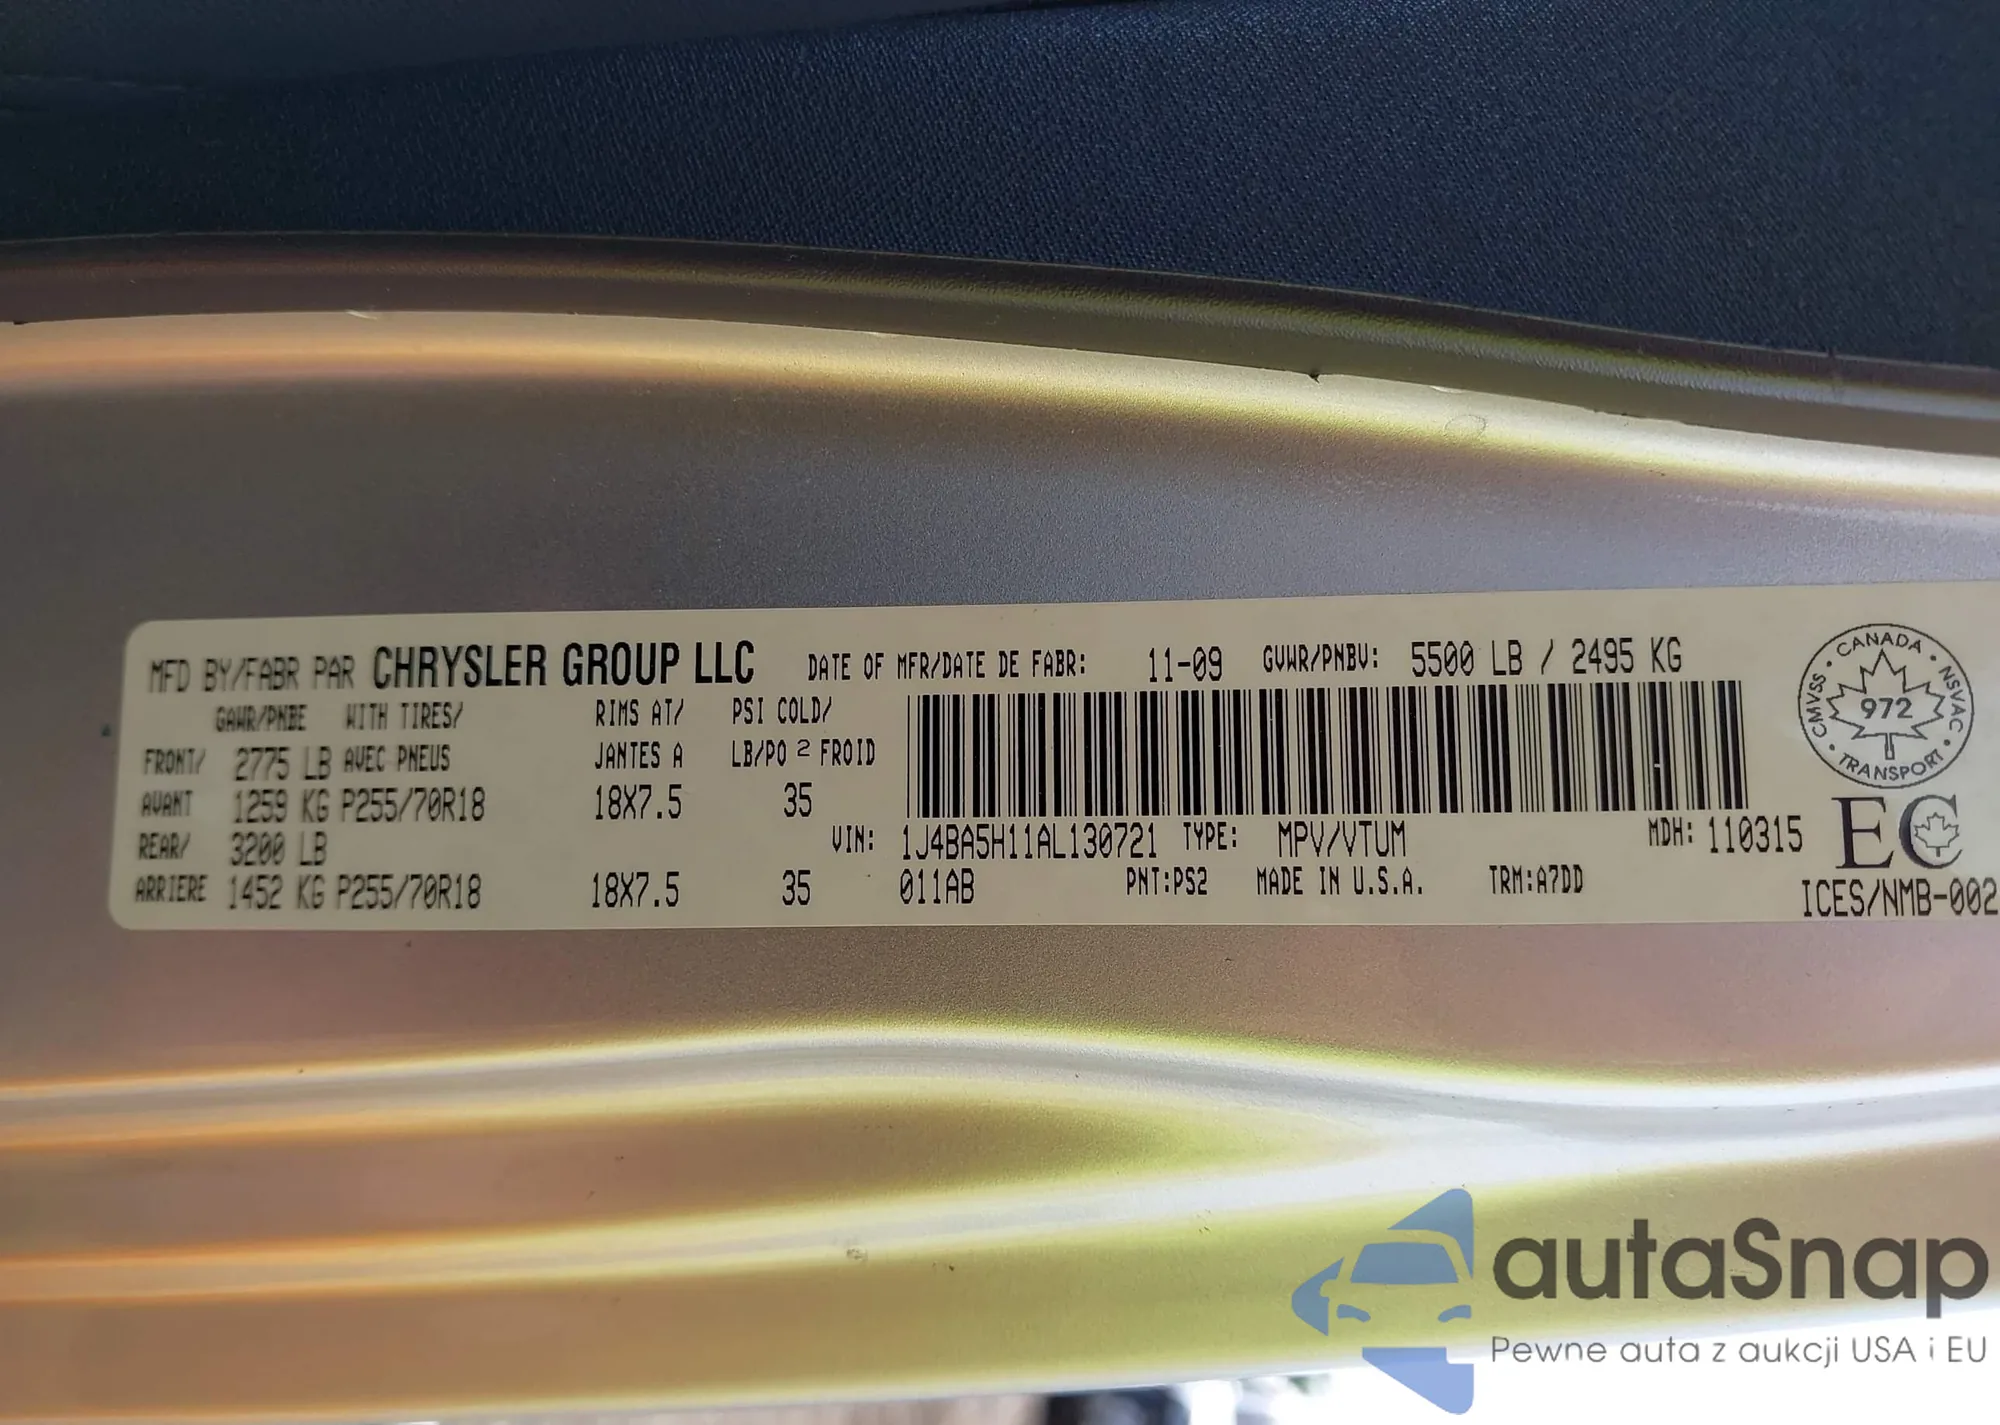 MFD BY/FABR PAR CHRYSLER GROUP LLC DATE OF MFR/DATE DE FABR: 11-09 GVWR/PNBV: 5500 LB / 2495 KG
GAWR/PNBE WITH TIRES/ RIMS AT/ PSI COLD/
FRONT/ 2775 LB AVEC PNEUS JANTES A LB/PO 2 FROID
AVANT 1259 KG P255/70R18 18X7.5 35
REAR/ 3200 LB VIN: 1J4BA5H11AL130721 TYPE: MPV/VTUM MDH: 110315
ARRIERE 1452 KG P255/70R18 18X7.5 35 011AB PNT:PS2 MADE IN U.S.A. TRM:A7DD
CANADA · NSVAC · TRANSPORT · CMVSS ·
972
EC
ICES/NMB-002
autaSnap
Pewne auta z aukcji USA i EU